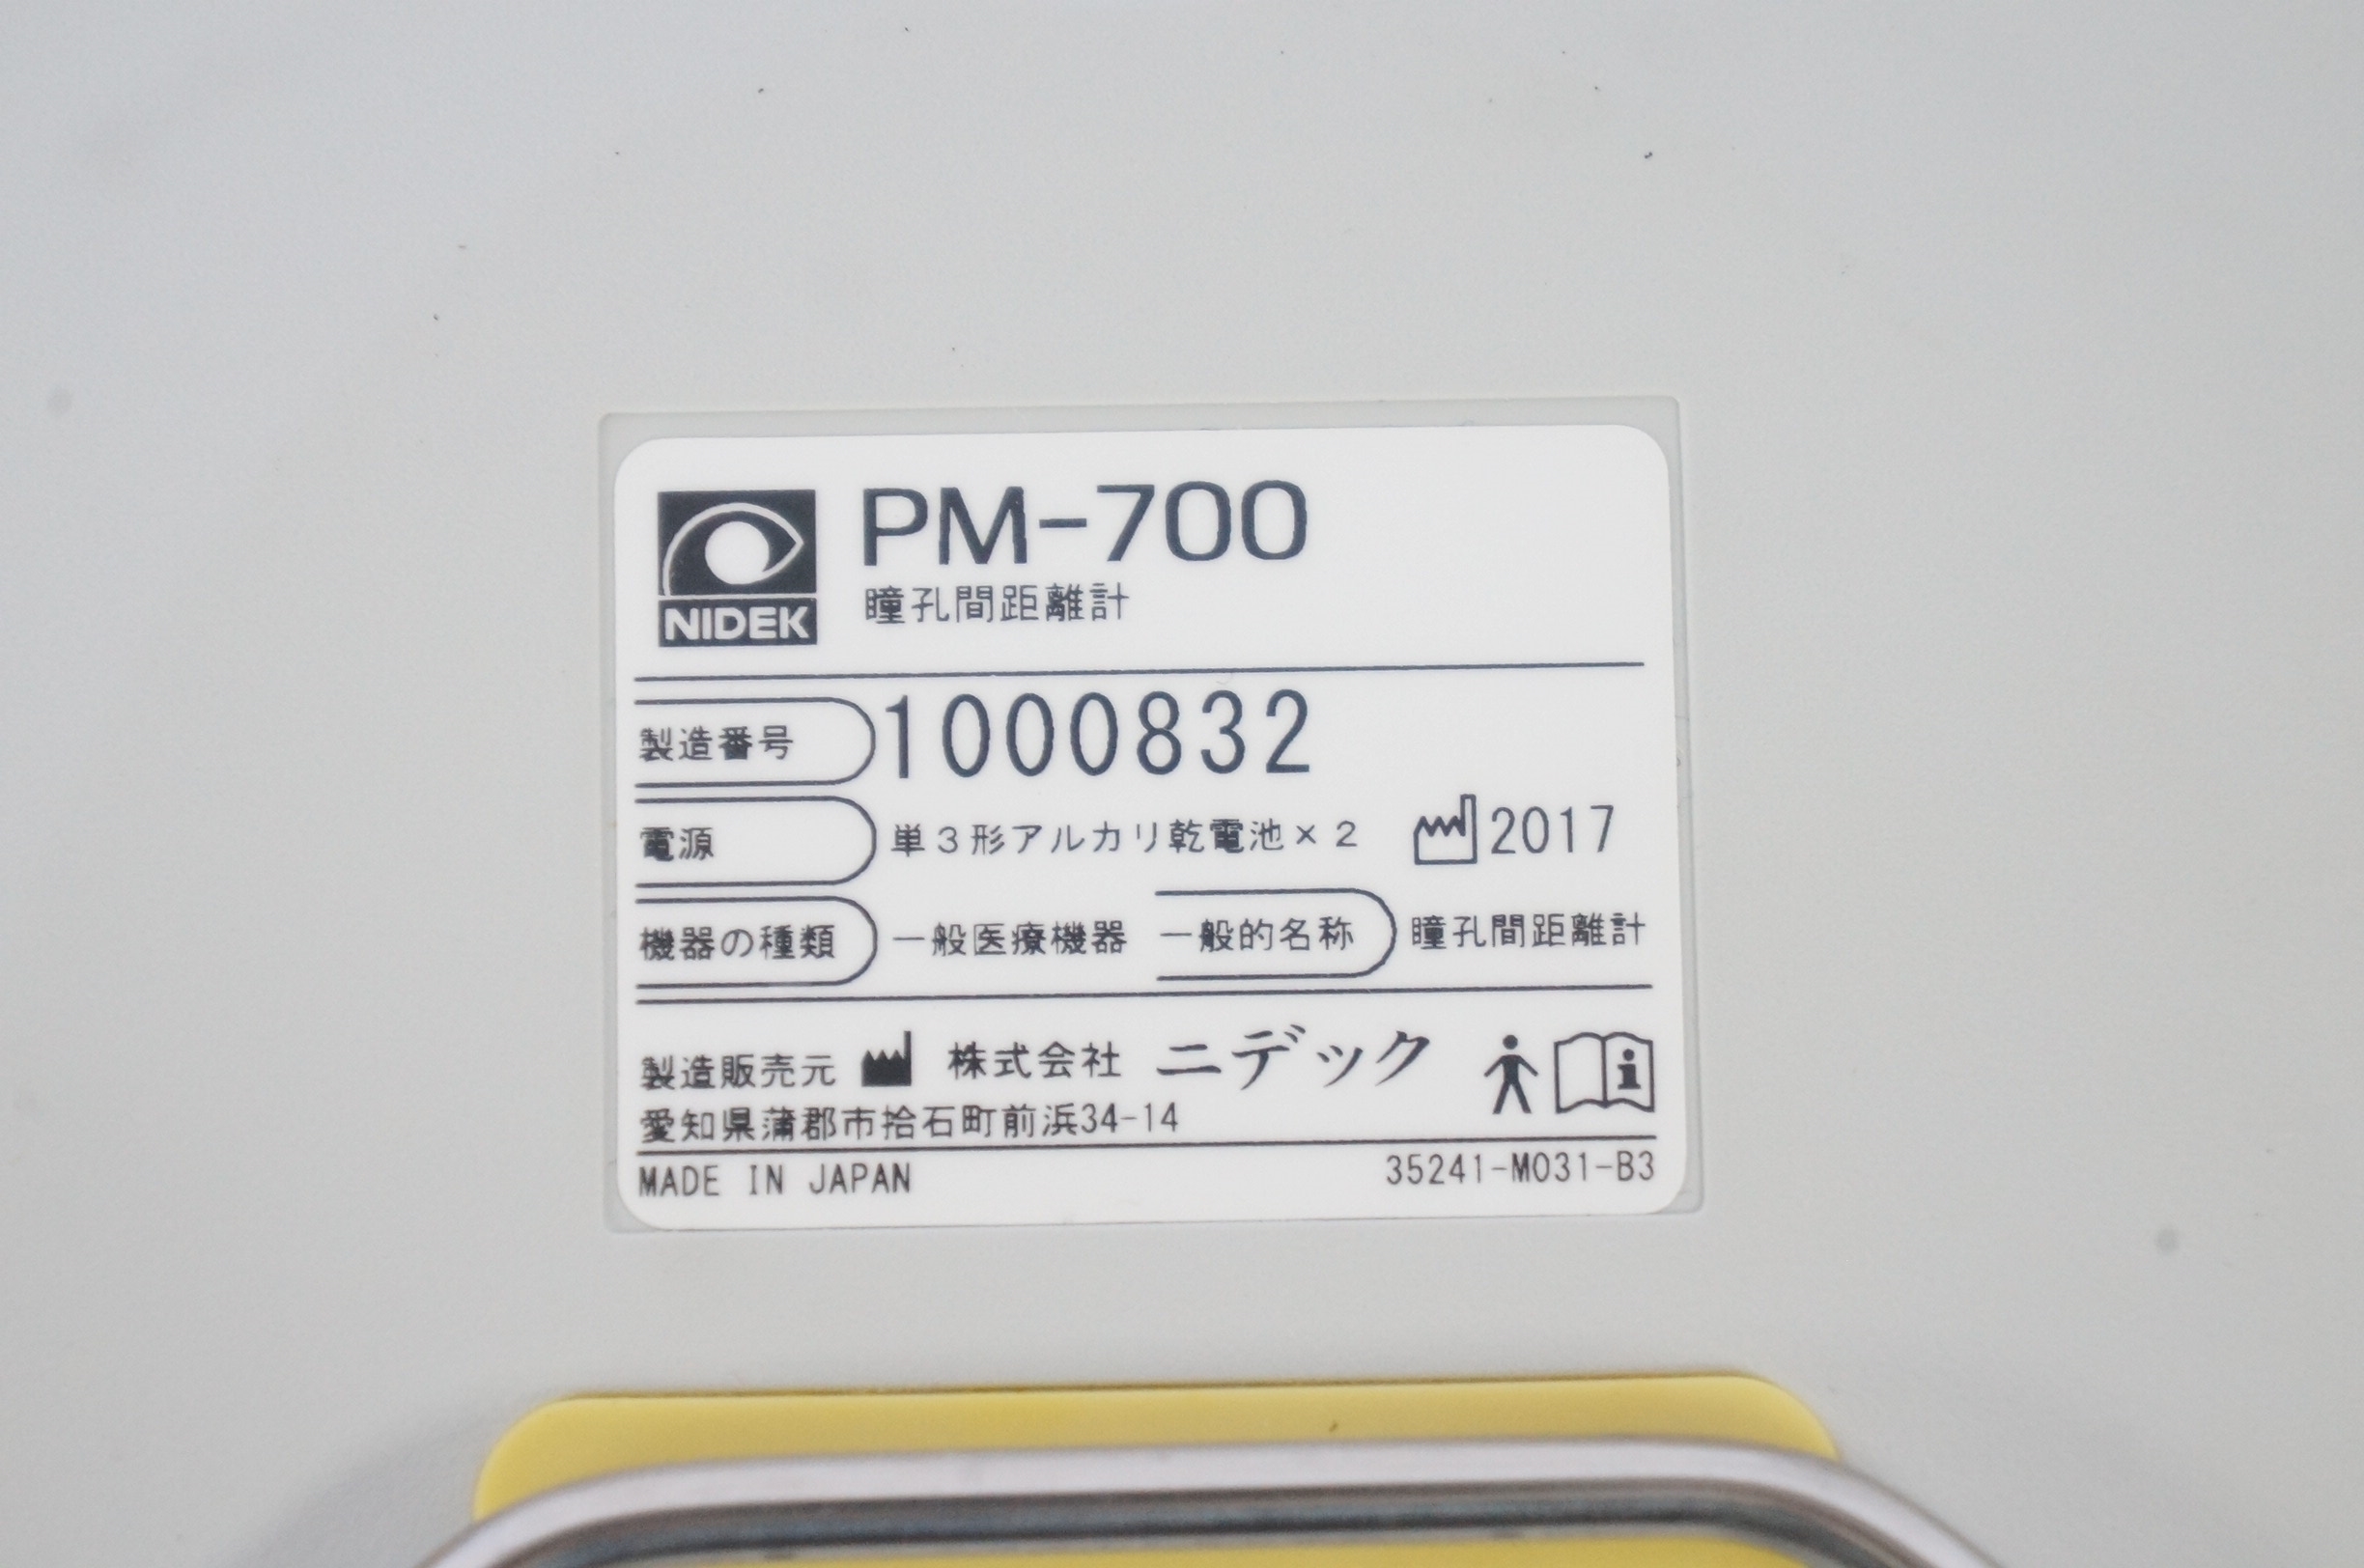 NIDEK
PM-700
瞳孔間距離計
製造番号 1000832
電源 単3形アルカリ乾電池×2 2017
機器の種類 一般医療機器 一般的名称 瞳孔間距離計
製造販売元 株式会社 ニデック
愛知県蒲郡市拾石町前浜34-14
MADE IN JAPAN 35241-M031-B3